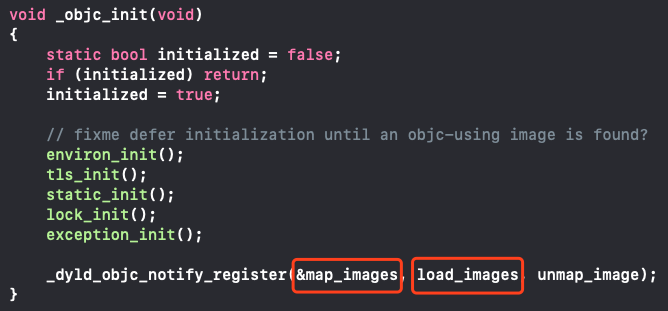 void _objc_init(void)
{
    static bool initialized = false;
    if (initialized) return;
    initialized = true;
    // fixme defer initialization until an objc-using image is found?
    environ_init();
    tls_init();
    static_init();
    lock_init();
    exception_init();
    _dyld_objc_notify_register(&map_images, load_images, unmap_image);
}